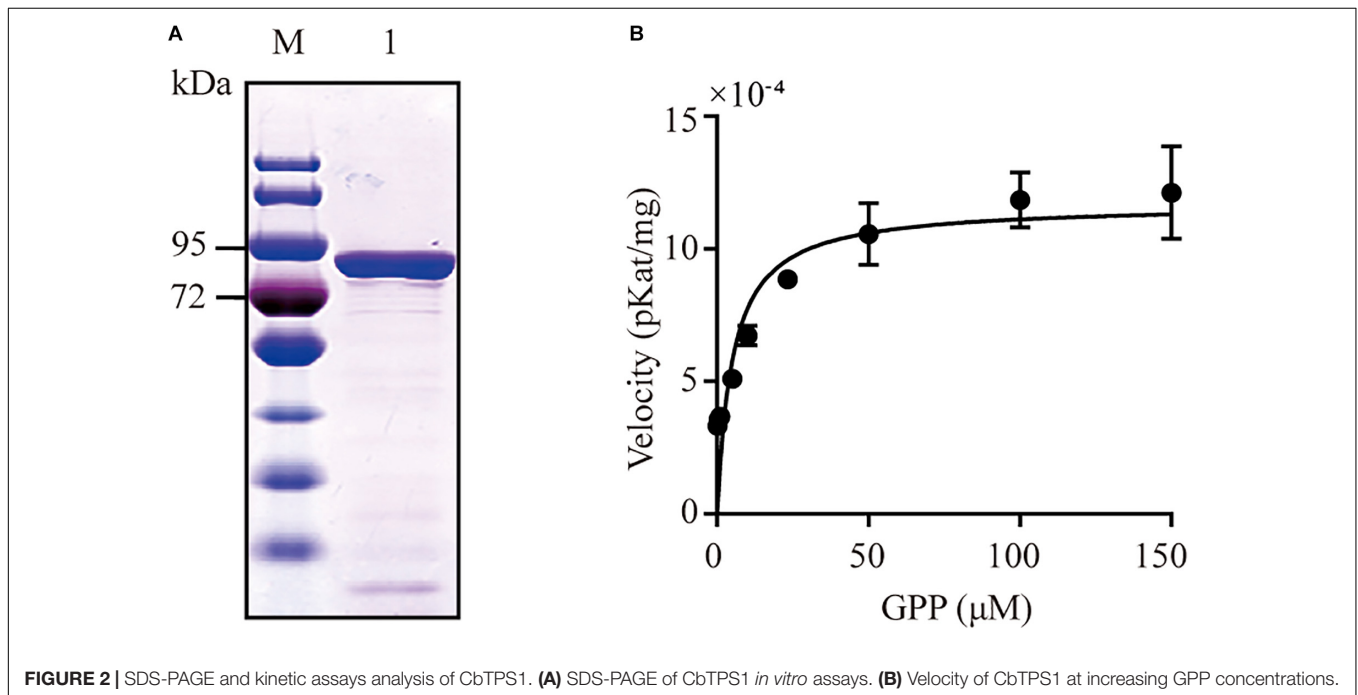 A
M 1
kDa
95
72
B
×10⁻⁴
15
10
5
0
Velocity (pKat/mg)
0 50 100 150
GPP (μM)
FIGURE 2 | SDS-PAGE and kinetic assays analysis of CbTPS1. (A) SDS-PAGE of CbTPS1 in vitro assays. (B) Velocity of CbTPS1 at increasing GPP concentrations.